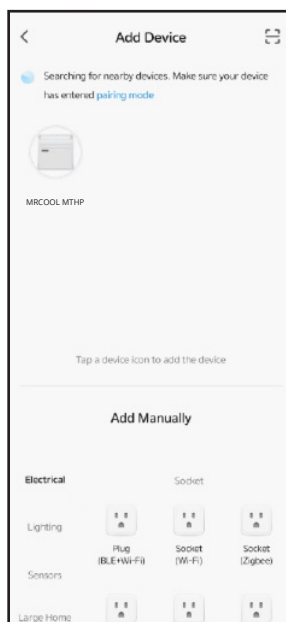 Add Device
Searching for nearby devices. Make sure your device
has entered pairing mode
MRCOOL MTHP
Tap a device icon to add the device
Add Manually
Electrical
Socket
Lighting
Plug
(BLE+Wi-Fi)
Socket
(Wi-Fi)
Socket
(Zigbee)
Sensors
Large Home